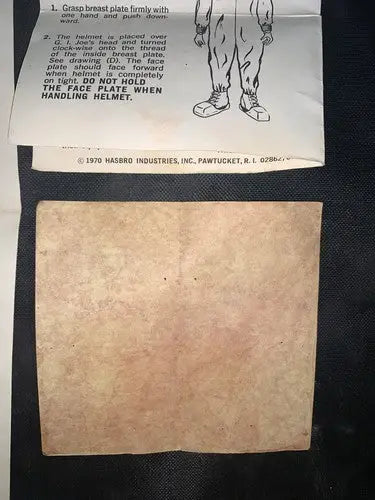 1. Grasp breast plate firmly with
one hand and push down-
ward.
2. The helmet is placed over
G. I. Joe's head and turned
clock-wise onto the thread
of the inside breast plate.
See drawing (D). The face
plate should face forward
when helmet is completely
on tight. DO NOT HOLD
THE FACE PLATE WHEN
HANDLING HELMET.
© 1970 HASBRO INDUSTRIES, INC., PAWTUCKET, R. I. 02862